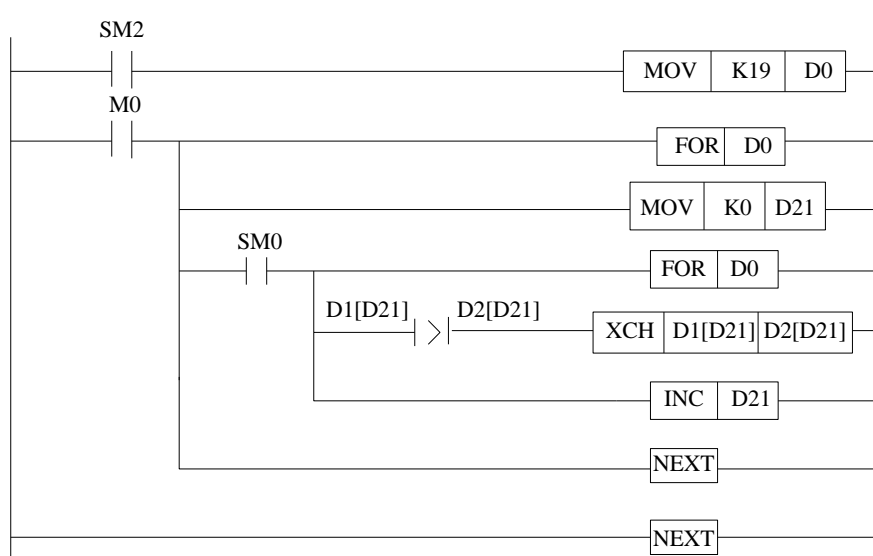 SM2
MOV K19 D0
M0
FOR D0
MOV K0 D21
SM0
FOR D0
D1[D21] > D2[D21]
XCH D1[D21] D2[D21]
INC D21
NEXT
NEXT